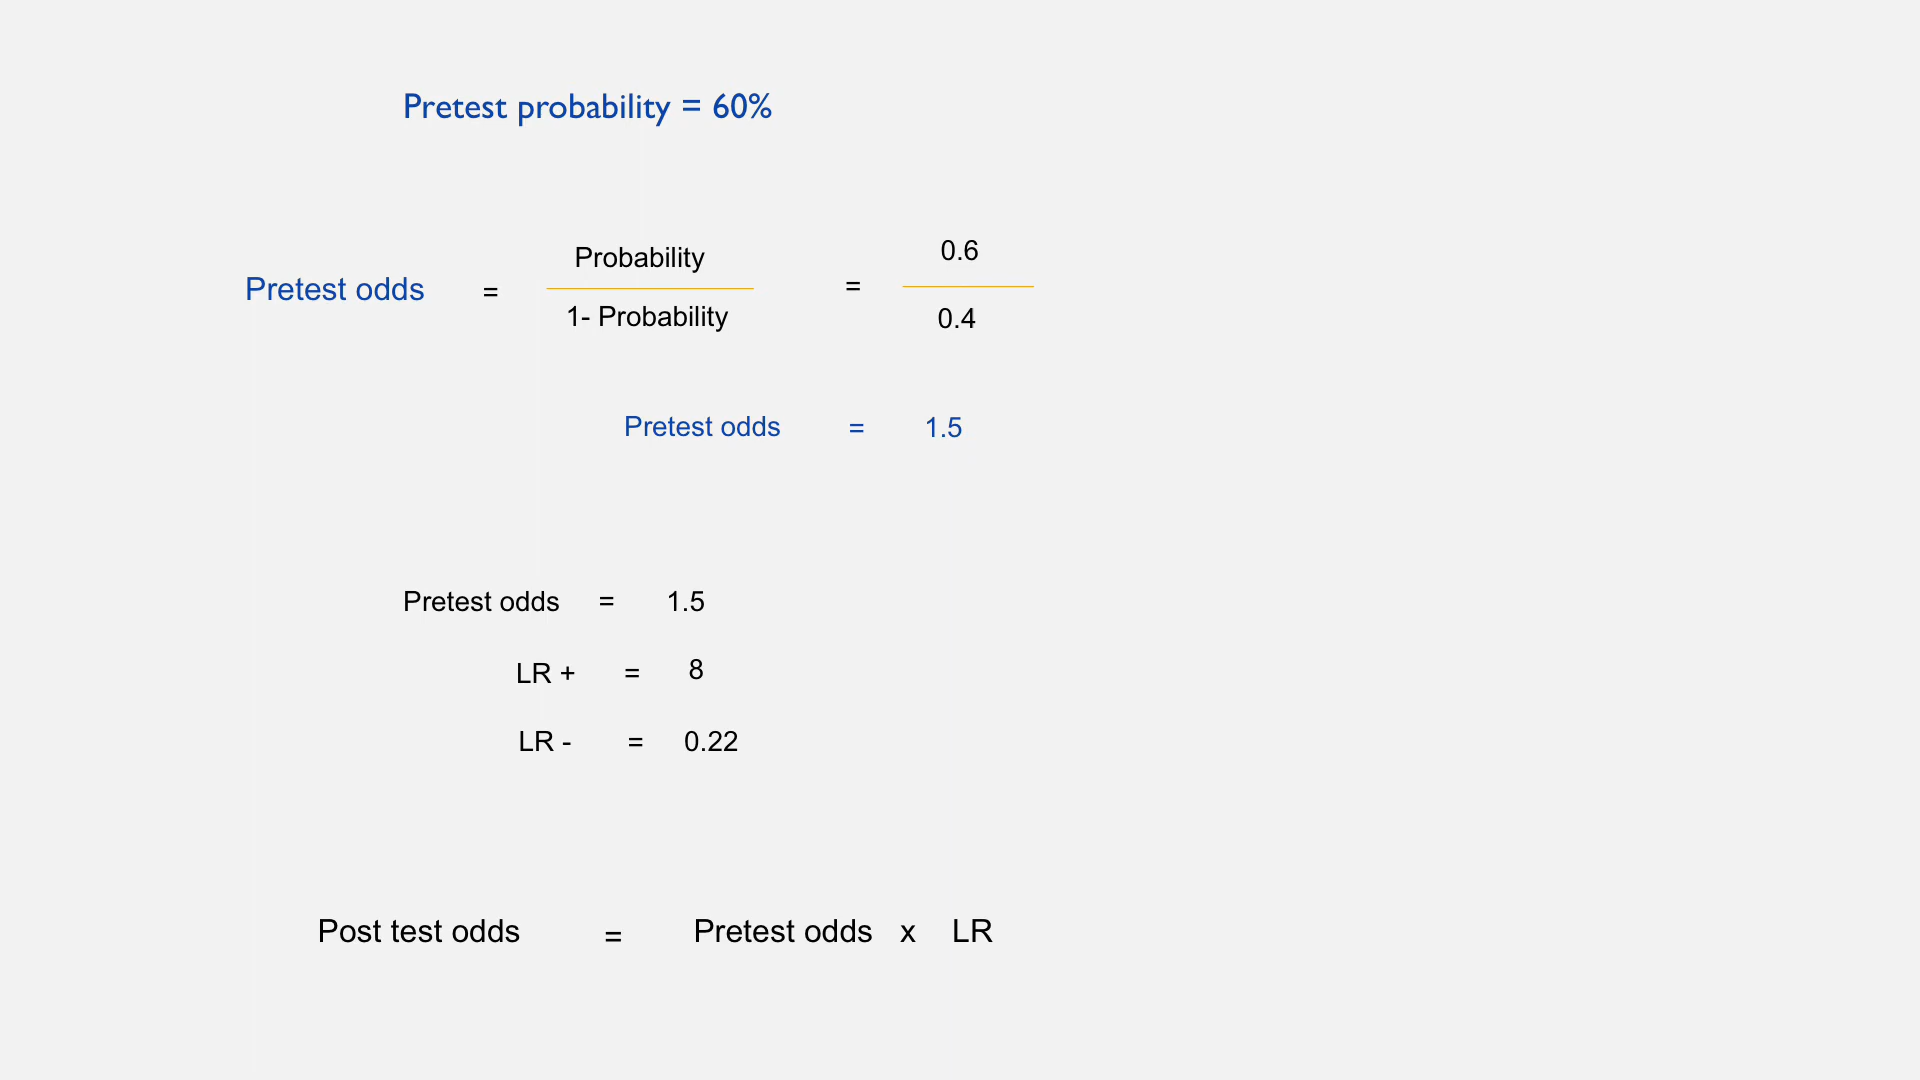 Pretest probability = 60%
Pretest odds = Probability / 1- Probability = 0.6 / 0.4
Pretest odds = 1.5
Pretest odds = 1.5
LR + = 8
LR - = 0.22
Post test odds = Pretest odds x LR